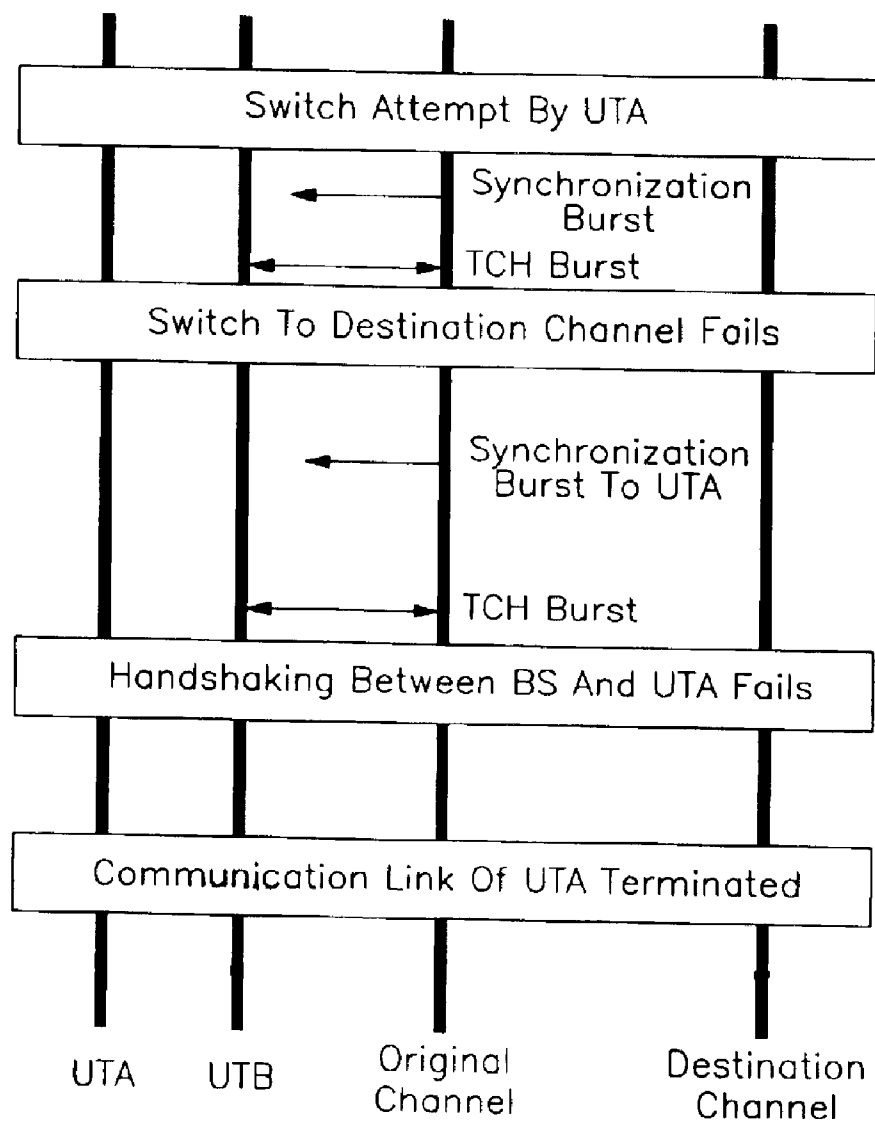 Switch Attempt By UTA
Synchronization
Burst
TCH Burst
Switch To Destination Channel Fails
Synchronization
Burst To UTA
TCH Burst
Handshaking Between BS And UTA Fails
Communication Link Of UTA Terminated
UTA
UTB
Original
Channel
Destination
Channel